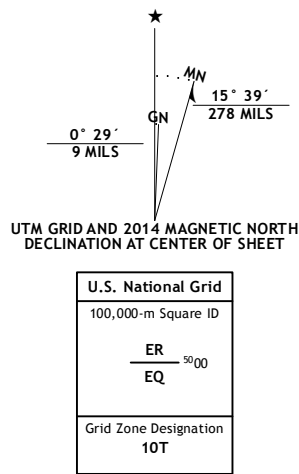 ★
MN
GN
15° 39´
278 MILS
0° 29´
9 MILS
UTM GRID AND 2014 MAGNETIC NORTH
DECLINATION AT CENTER OF SHEET
U.S. National Grid
100,000-m Square ID
ER
5000
EQ
Grid Zone Designation
10T